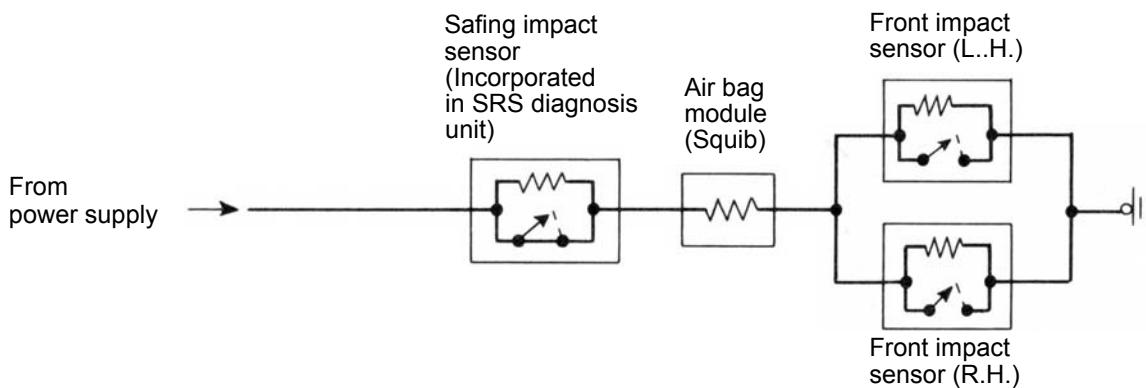 Safing impact
sensor
(Incorporated
in SRS diagnosis
unit)
Air bag
module
(Squib)
Front impact
sensor (L..H.)
From
power supply
Front impact
sensor (R.H.)